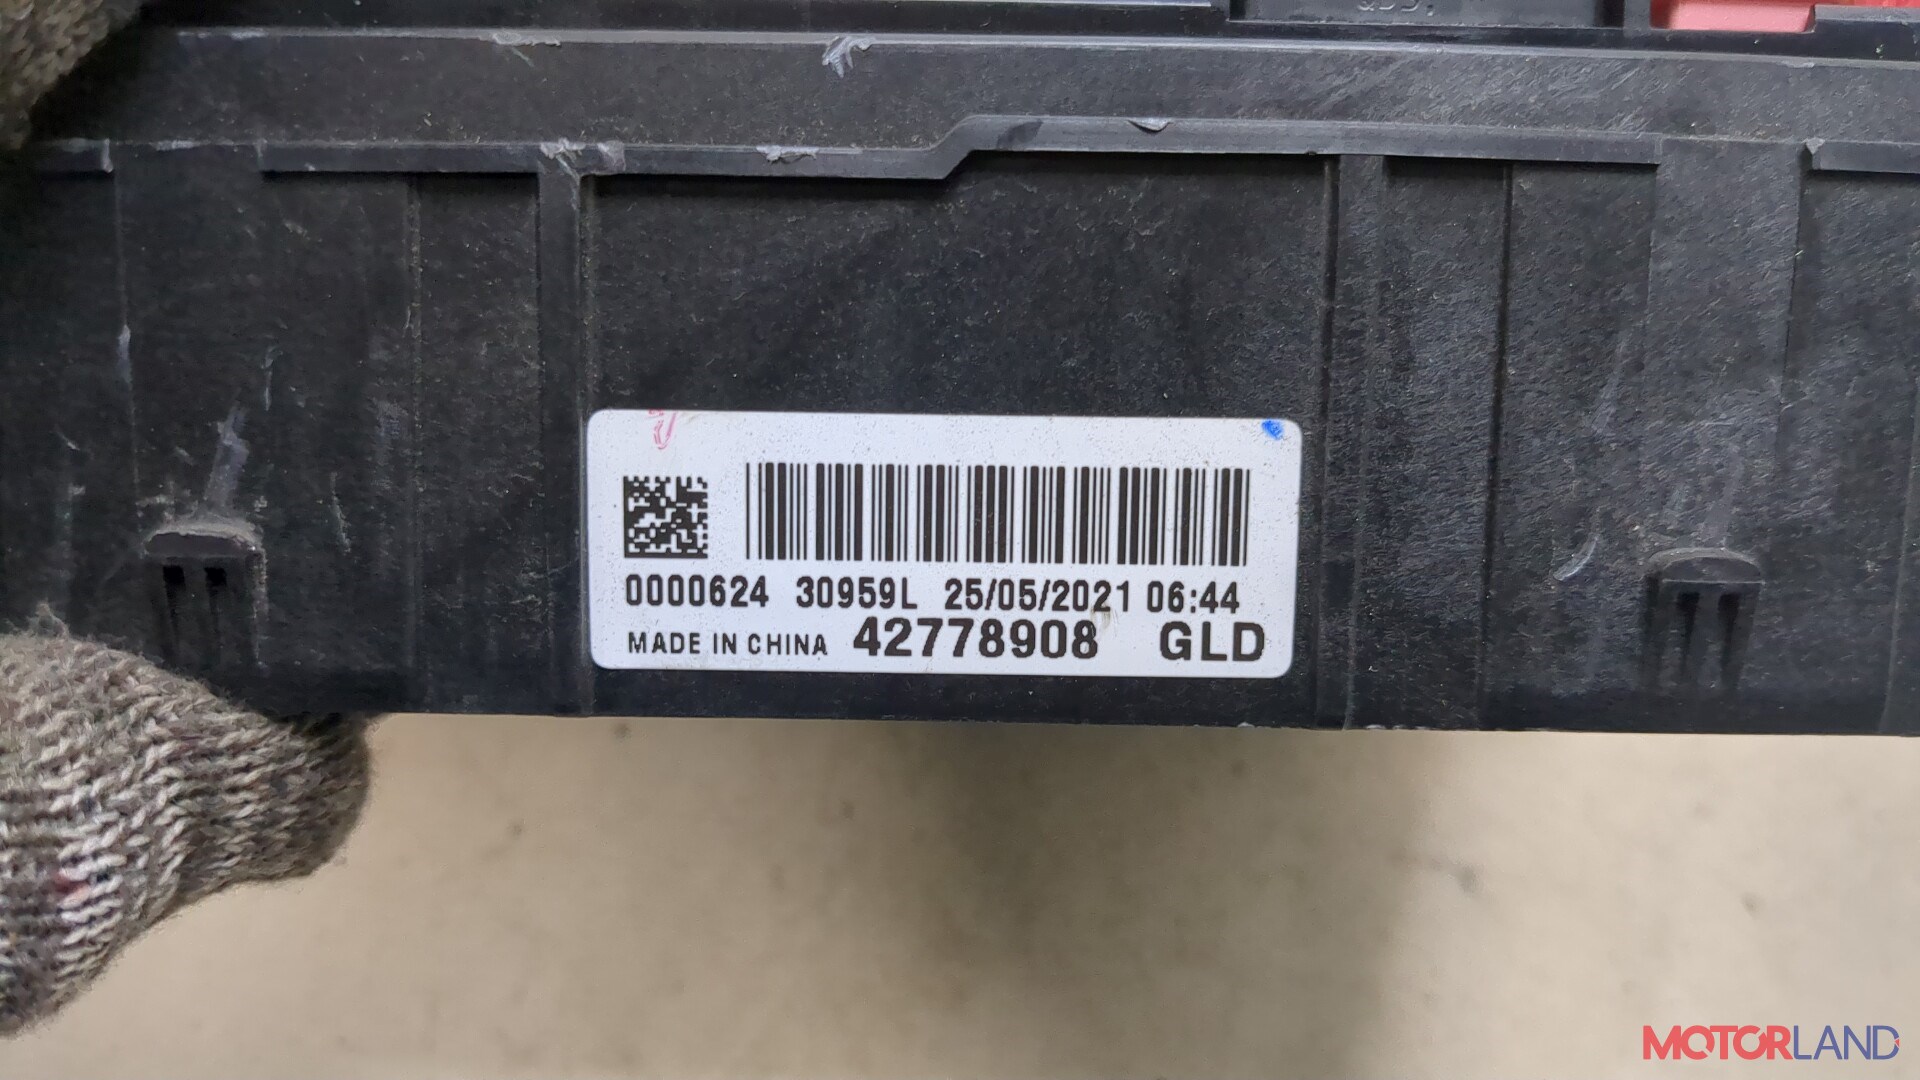 0000624 30959L 25/05/2021 06:44
MADE IN CHINA 42778908 GLD
MOTORLAND